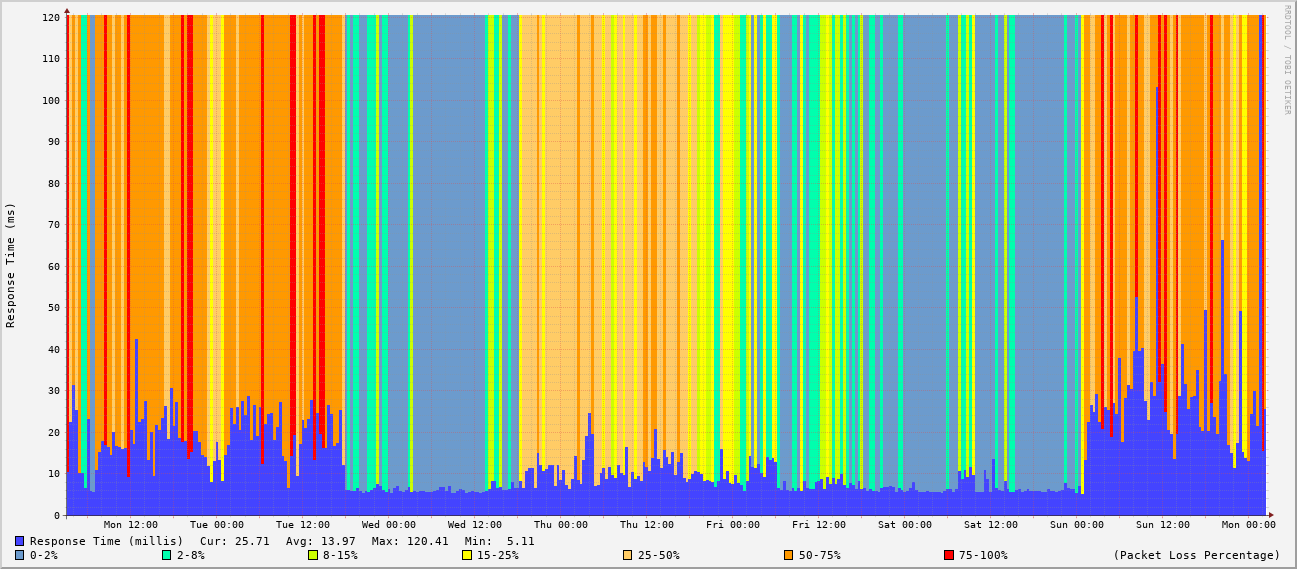 RRDTOOL / TOBI OETIKER
Response Time (ms)
120
110
100
90
80
70
60
50
40
30
20
10
0
Mon 12:00 Tue 00:00 Tue 12:00 Wed 00:00 Wed 12:00 Thu 00:00 Thu 12:00 Fri 00:00 Fri 12:00 Sat 00:00 Sat 12:00 Sun 00:00 Sun 12:00 Mon 00:00
Response Time (millis) Cur: 25.71 Avg: 13.97 Max: 120.41 Min: 5.11
0-2% 2-8% 8-15% 15-25% 25-50% 50-75% 75-100% (Packet Loss Percentage)